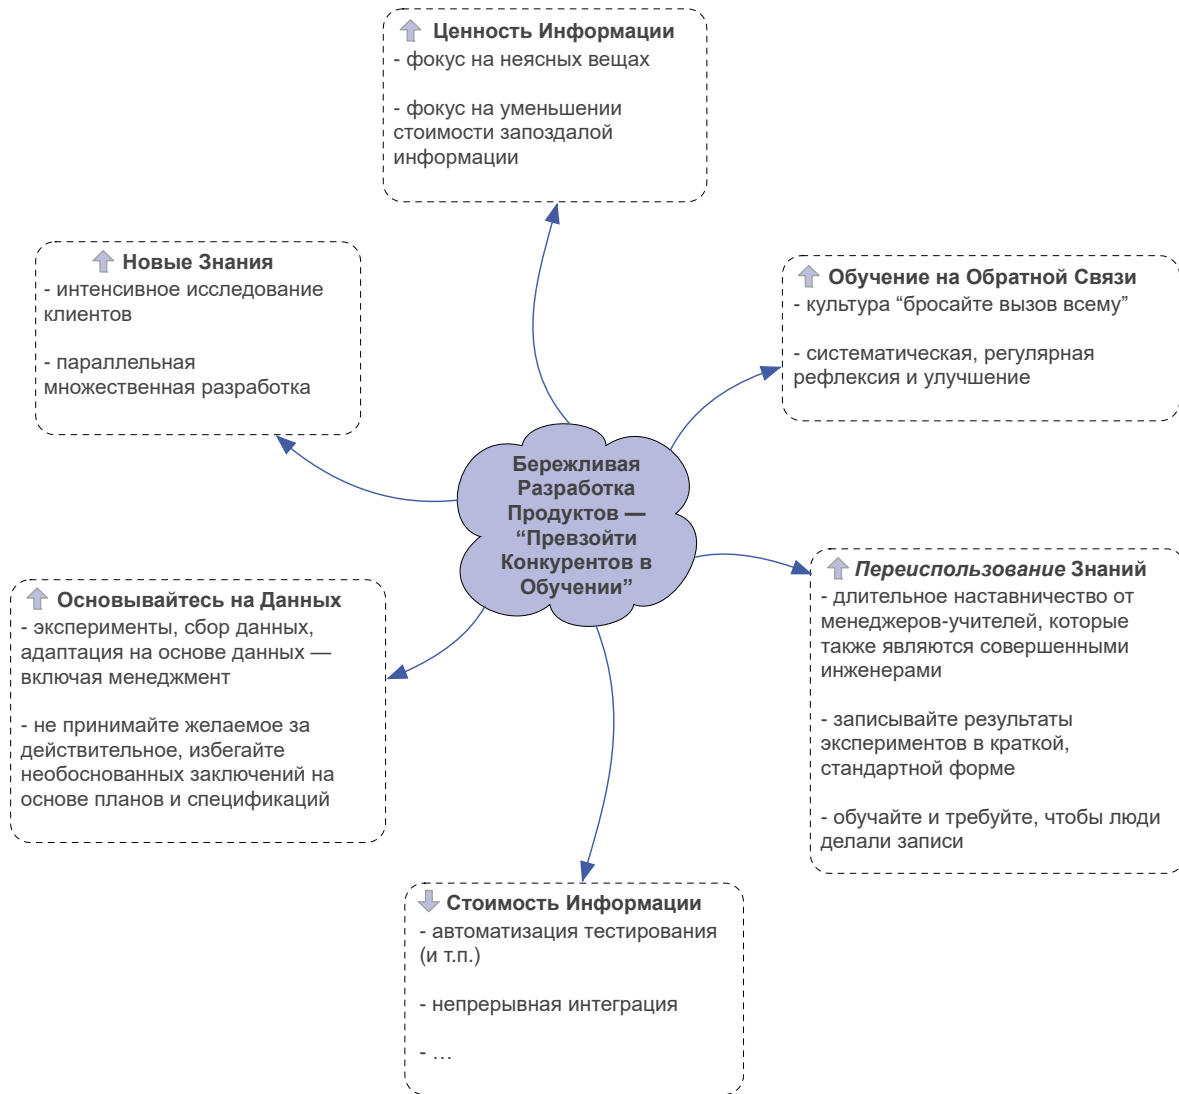 Ценность Информации
- фокус на неясных вещах
- фокус на уменьшении
стоимости запоздалой
информации
Новые Знания
- интенсивное исследование
клиентов
- параллельная
множественная разработка
Обучение на Обратной Связи
- культура “бросайте вызов всему”
- систематическая, регулярная
рефлексия и улучшение
Бережливая
Разработка
Продуктов —
“Превзойти
Конкурентов в
Обучении”
Основывайтесь на Данных
- эксперименты, сбор данных,
адаптация на основе данных —
включая менеджмент
- не принимайте желаемое за
действительное, избегайте
необоснованных заключений на
основе планов и спецификаций
Переиспользование Знаний
- длительное наставничество от
менеджеров-учителей, которые
также являются совершенными
инженерами
- записывайте результаты
экспериментов в краткой,
стандартной форме
- обучайте и требуйте, чтобы люди
делали записи
Стоимость Информации
- автоматизация тестирования
(и т.п.)
- непрерывная интеграция
- …